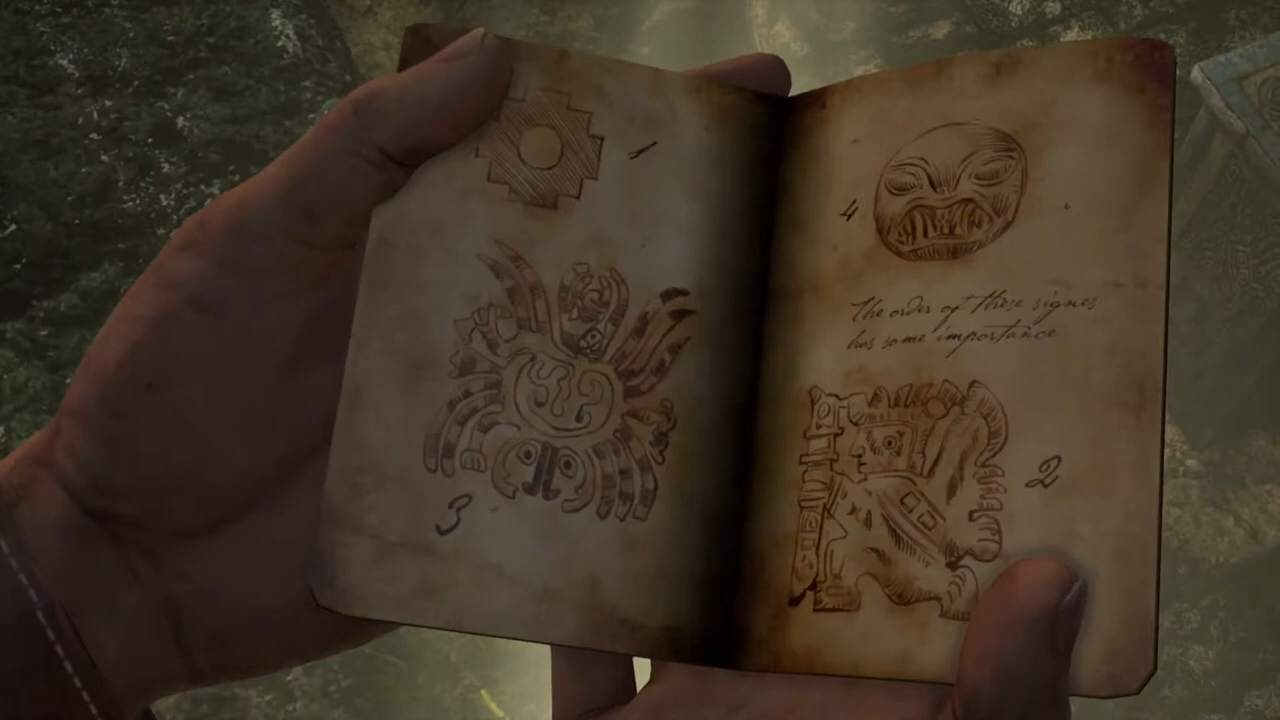 1
3
4
the order of these signes
has some importance
2